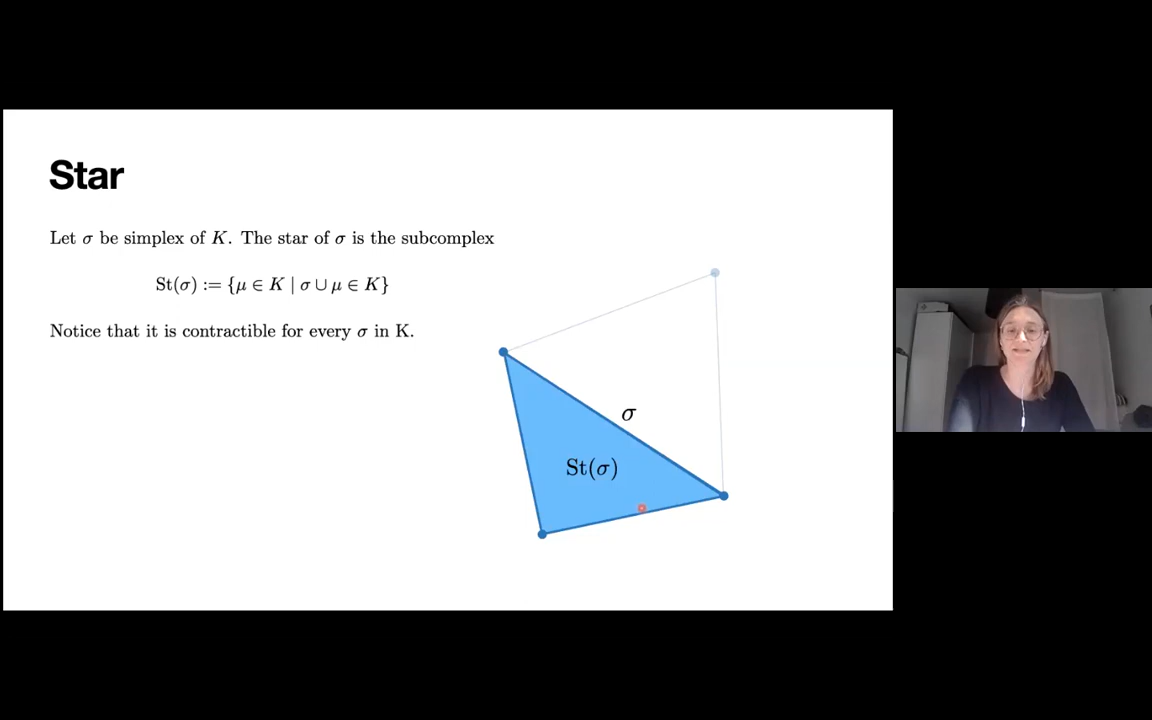 Star
Let σ be simplex of K. The star of σ is the subcomplex
St(σ) := {μ ∈ K | σ ∪ μ ∈ K}
Notice that it is contractible for every σ in K.
σ
St(σ)